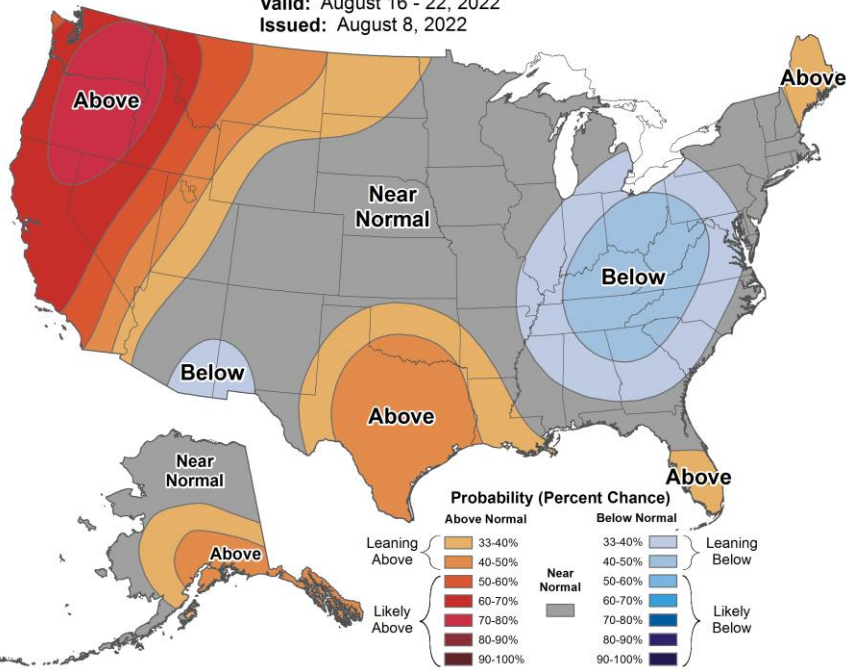 Valid: August 16 - 22, 2022
Issued: August 8, 2022
Above
Above
Near
Normal
Below
Below
Above
Above
Near
Normal
Above
Probability (Percent Chance)
Above Normal
Below Normal
Leaning
Above
33-40%
40-50%
Likely
Above
50-60%
60-70%
70-80%
80-90%
90-100%
Near
Normal
33-40%
40-50%
Leaning
Below
50-60%
60-70%
70-80%
80-90%
90-100%
Likely
Below